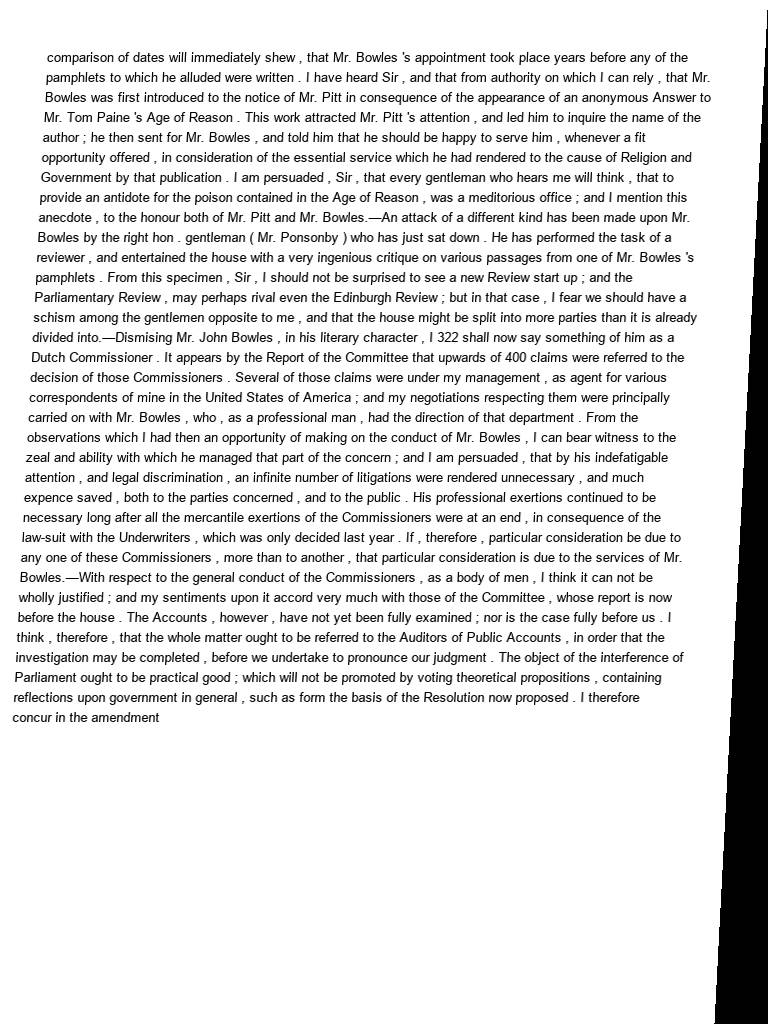 comparison of dates will immediately shew , that Mr. Bowles 's appointment took place years before any of the
pamphlets to which he alluded were written . I have heard Sir , and that from authority on which I can rely , that Mr.
Bowles was first introduced to the notice of Mr. Pitt in consequence of the appearance of an anonymous Answer to
Mr. Tom Paine 's Age of Reason . This work attracted Mr. Pitt 's attention , and led him to inquire the name of the
author ; he then sent for Mr. Bowles , and told him that he should be happy to serve him , whenever a fit
opportunity offered , in consideration of the essential service which he had rendered to the cause of Religion and
Government by that publication . I am persuaded , Sir , that every gentleman who hears me will think , that to
provide an antidote for the poison contained in the Age of Reason , was a meditorious office ; and I mention this
anecdote , to the honour both of Mr. Pitt and Mr. Bowles.—An attack of a different kind has been made upon Mr.
Bowles by the right hon . gentleman ( Mr. Ponsonby ) who has just sat down . He has performed the task of a
reviewer , and entertained the house with a very ingenious critique on various passages from one of Mr. Bowles 's
pamphlets . From this specimen , Sir , I should not be surprised to see a new Review start up ; and the
Parliamentary Review , may perhaps rival even the Edinburgh Review ; but in that case , I fear we should have a
schism among the gentlemen opposite to me , and that the house might be split into more parties than it is already
divided into.—Dismising Mr. John Bowles , in his literary character , I 322 shall now say something of him as a
Dutch Commissioner . It appears by the Report of the Committee that upwards of 400 claims were referred to the
decision of those Commissioners . Several of those claims were under my management , as agent for various
correspondents of mine in the United States of America ; and my negotiations respecting them were principally
carried on with Mr. Bowles , who , as a professional man , had the direction of that department . From the
observations which I had then an opportunity of making on the conduct of Mr. Bowles , I can bear witness to the
zeal and ability with which he managed that part of the concern ; and I am persuaded , that by his indefatigable
attention , and legal discrimination , an infinite number of litigations were rendered unnecessary , and much
expence saved , both to the parties concerned , and to the public . His professional exertions continued to be
necessary long after all the mercantile exertions of the Commissioners were at an end , in consequence of the
law-suit with the Underwriters , which was only decided last year . If , therefore , particular consideration be due to
any one of these Commissioners , more than to another , that particular consideration is due to the services of Mr.
Bowles.—With respect to the general conduct of the Commissioners , as a body of men , I think it can not be
wholly justified ; and my sentiments upon it accord very much with those of the Committee , whose report is now
before the house . The Accounts , however , have not yet been fully examined ; nor is the case fully before us . I
think , therefore , that the whole matter ought to be referred to the Auditors of Public Accounts , in order that the
investigation may be completed , before we undertake to pronounce our judgment . The object of the interference of
Parliament ought to be practical good ; which will not be promoted by voting theoretical propositions , containing
reflections upon government in general , such as form the basis of the Resolution now proposed . I therefore
concur in the amendment